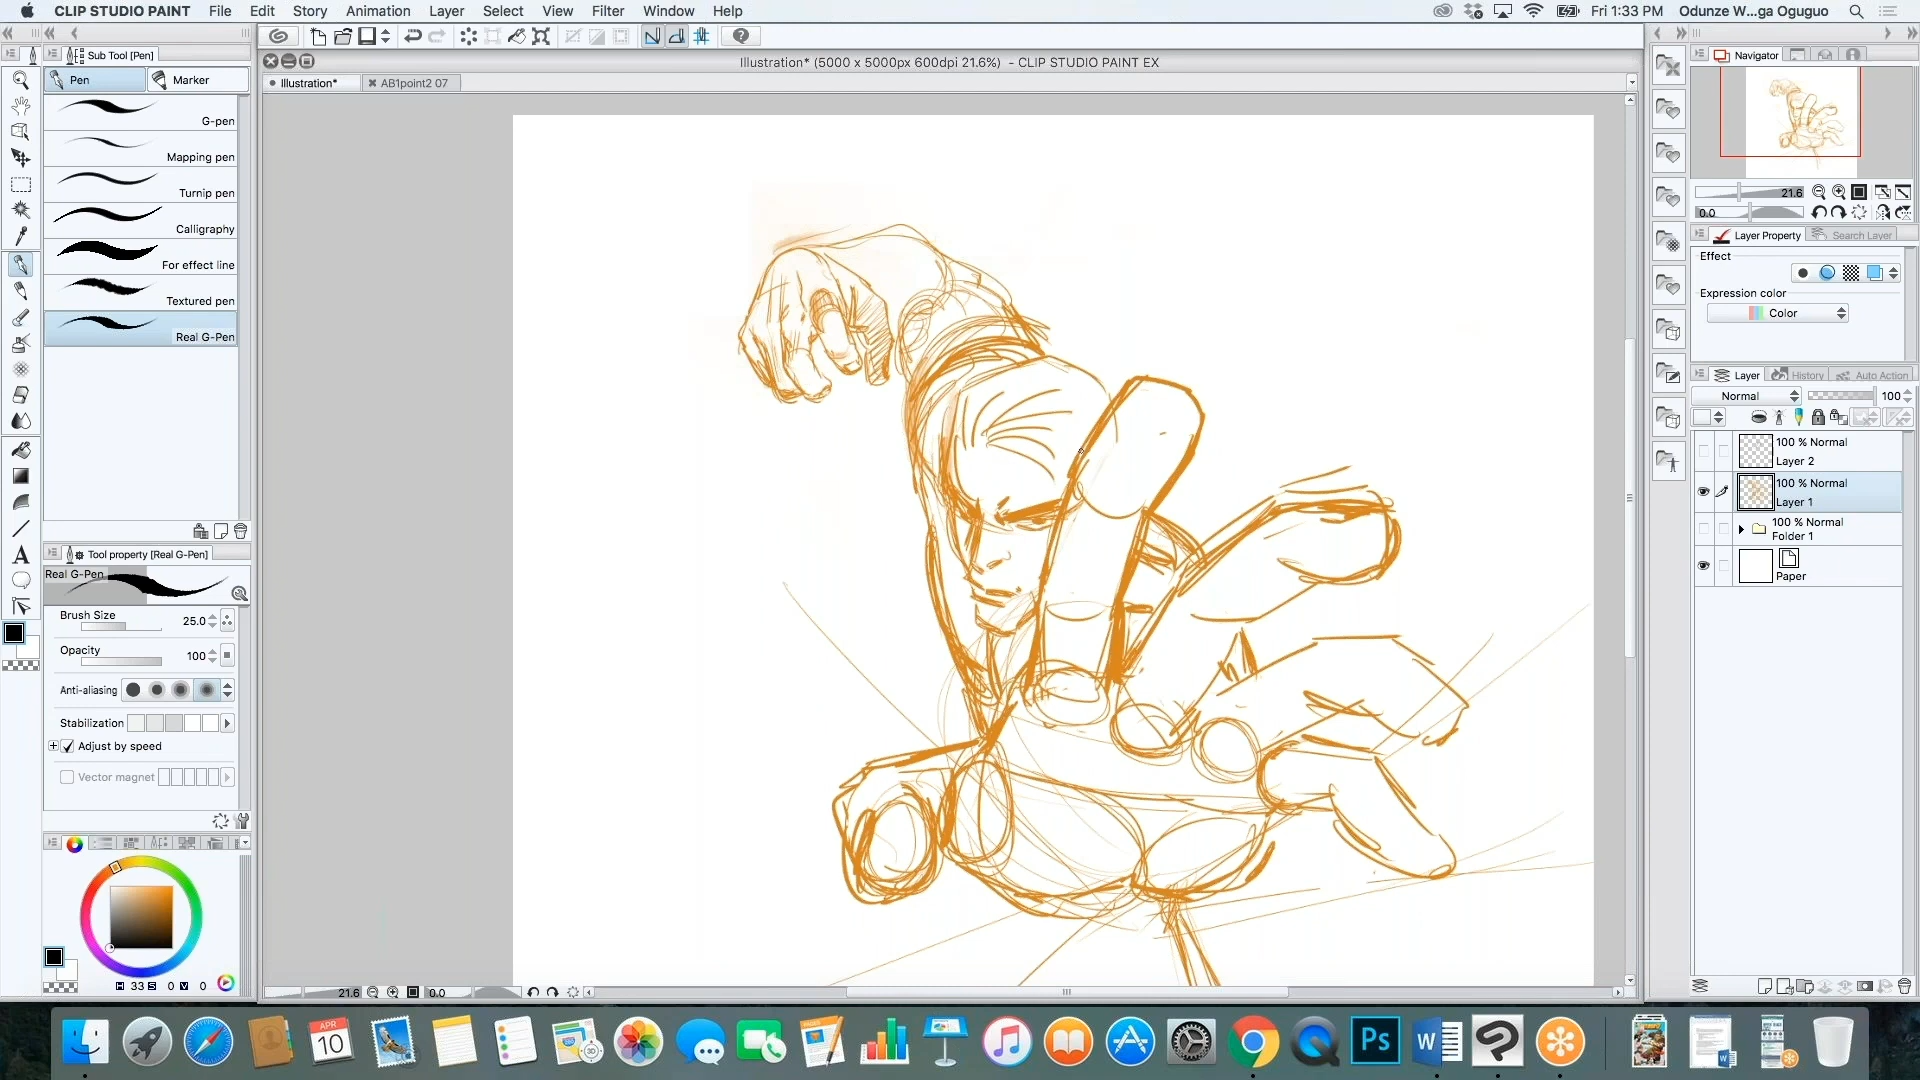 CLIP STUDIO PAINT File Edit Story Animation Layer Select View Filter Window Help Fri 1:33 PM Odunze W...ga Oguguo
Sub Tool [Pen]
Illustration* (5000 x 5000px 600dpi 21.6%) - CLIP STUDIO PAINT EX
Illustration* AB1point2 07
Pen Marker
G-pen
Mapping pen
Turnip pen
Calligraphy
For effect line
Textured pen
Real G-Pen
Tool property [Real G-Pen]
Real G-Pen
Brush Size 25.0
Opacity 100
Anti-aliasing
Stabilization
Adjust by speed
Vector magnet
H 33 S 0 V 0
21.6 0.0
Navigator
21.6
0.0
Layer Property Search Layer
Effect
Expression color
Color
Layer History Auto Action
Normal 100
100 % Normal
Layer 2
100 % Normal
Layer 1
100 % Normal
Folder 1
Paper
APR
10
PAGES
Ps
W